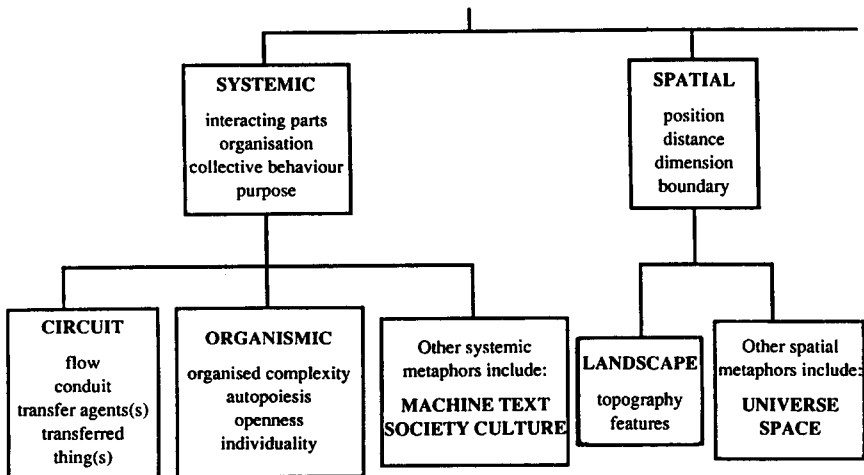 SYSTEMIC
interacting parts
organisation
collective behaviour
purpose
SPATIAL
position
distance
dimension
boundary
CIRCUIT
flow
conduit
transfer agents(s)
transferred
thing(s)
ORGANISMIC
organised complexity
autopoiesis
openness
individuality
Other systemic
metaphors include:
MACHINE TEXT
SOCIETY CULTURE
LANDSCAPE
topography
features
Other spatial
metaphors include:
UNIVERSE
SPACE